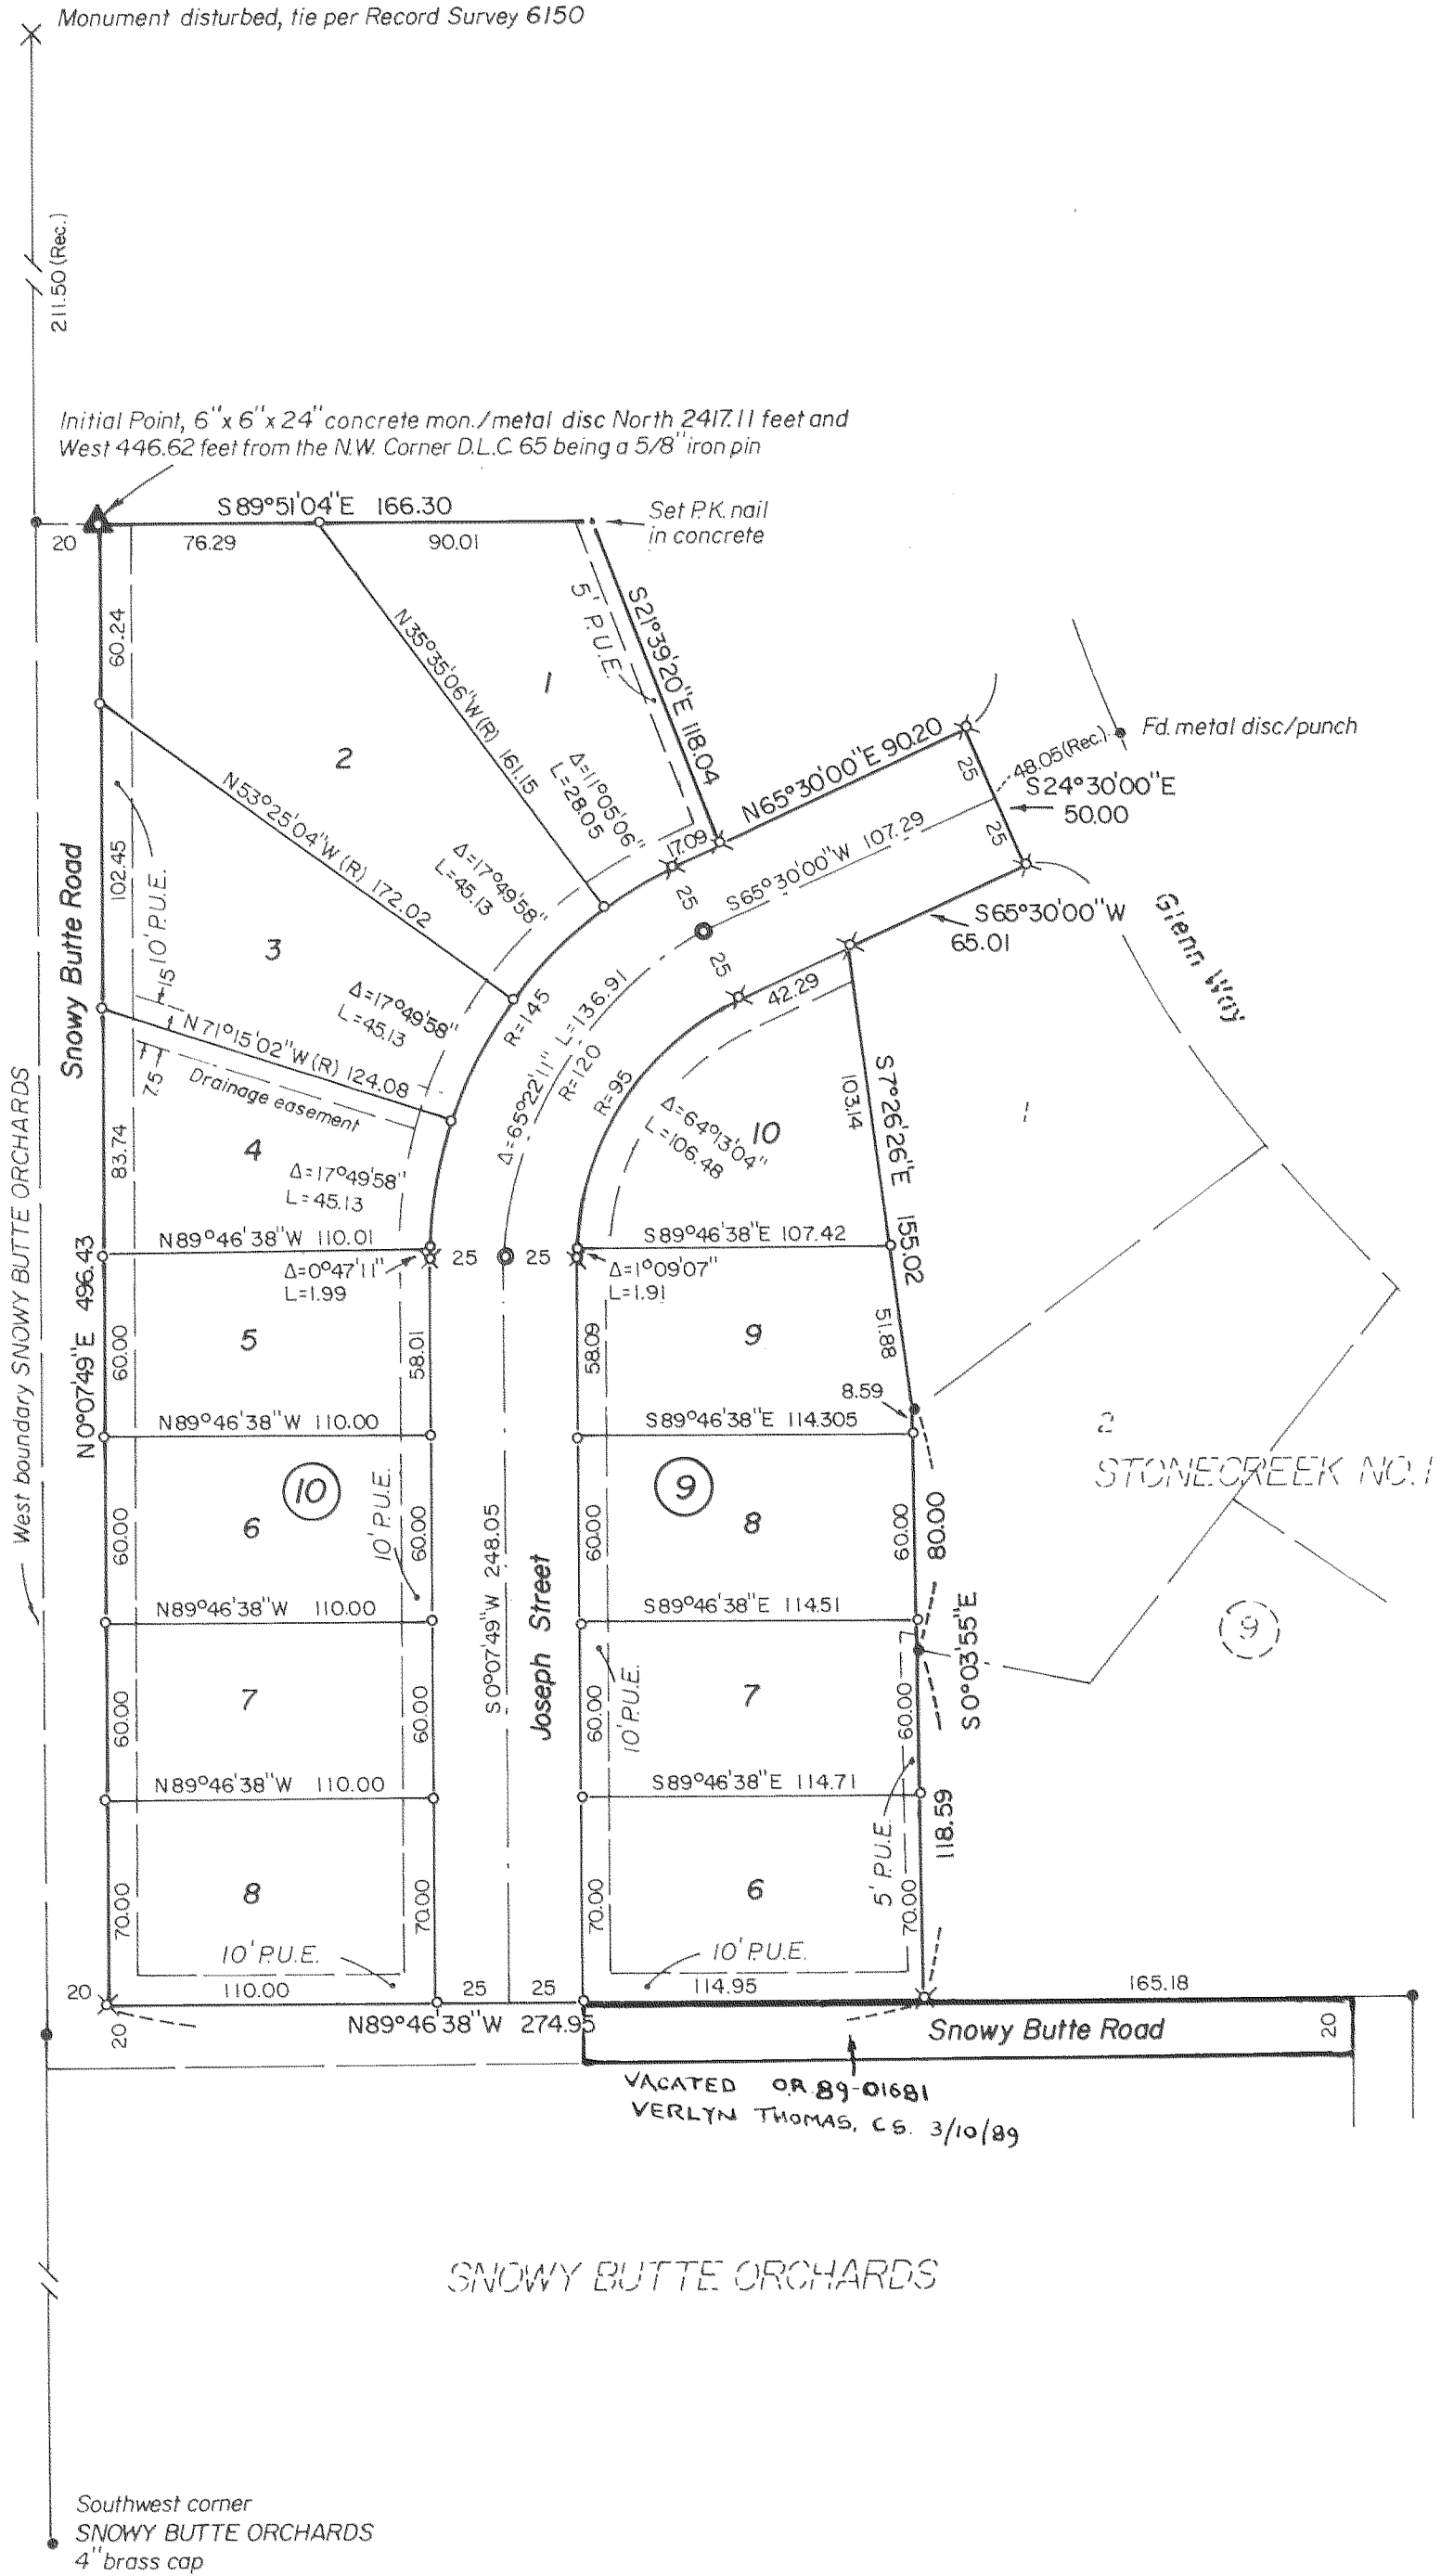 Monument disturbed, tie per Record Survey 6150
211.50 (Rec.)
Initial Point, 6"x 6"x 24" concrete mon./metal disc North 2417.11 feet and
West 446.62 feet from the N.W. Corner D.L.C. 65 being a 5/8" iron pin
S89°51'04"E 166.30
Set P.K. nail
in concrete
20
76.29
90.01
60.24
5' P.U.E.
S21°39'20"E 118.04
N35°35'06"W (R) 161.15
1
2
Δ=11°05'06"
L=28.05
N65°30'00"E 90.20
Fd. metal disc/punch
48.05 (Rec.)
25
S24°30'00"E
50.00
25
N53°25'04"W (R) 172.02
17.09
S65°30'00"W 107.29
Δ=17°49'58"
L=45.13
25
25
S65°30'00"W
65.01
Glenn Way
102.45
10' P.U.E.
Snowy Butte Road
3
15
42.29
Δ=17°49'58"
L=45.13
R=145
Δ=65°22'11" L=136.91
R=120
R=95
N71°15'02"W (R) 124.08
7.5
Drainage easement
103.14
S7°26'26"E 155.02
Δ=64°13'04"
L=106.48
10
1
83.74
4
Δ=17°49'58"
L=45.13
N89°46'38"W 110.01
25
25
S89°46'38"E 107.42
Δ=0°47'11"
L=1.99
Δ=1°09'07"
L=1.91
West boundary SNOWY BUTTE ORCHARDS
N0°07'49"E 496.43
60.00
5
58.01
58.09
9
51.88
8.59
N89°46'38"W 110.00
S89°46'38"E 114.305
2
STONECREEK NO.1
10
9
60.00
6
10' P.U.E.
60.00
S0°07'49"W 248.05
60.00
8
60.00
80.00
N89°46'38"W 110.00
S89°46'38"E 114.51
Joseph Street
S0°03'55"E
9
60.00
7
60.00
60.00
10' P.U.E.
7
60.00
N89°46'38"W 110.00
S89°46'38"E 114.71
118.59
5' P.U.E.
70.00
8
70.00
70.00
6
70.00
10' P.U.E.
10' P.U.E.
20
110.00
25
25
114.95
165.18
20
N89°46'38"W 274.95
Snowy Butte Road
20
VACATED OR 89-01681
VERLYN THOMAS, CS. 3/10/89
SNOWY BUTTE ORCHARDS
Southwest corner
SNOWY BUTTE ORCHARDS
4" brass cap